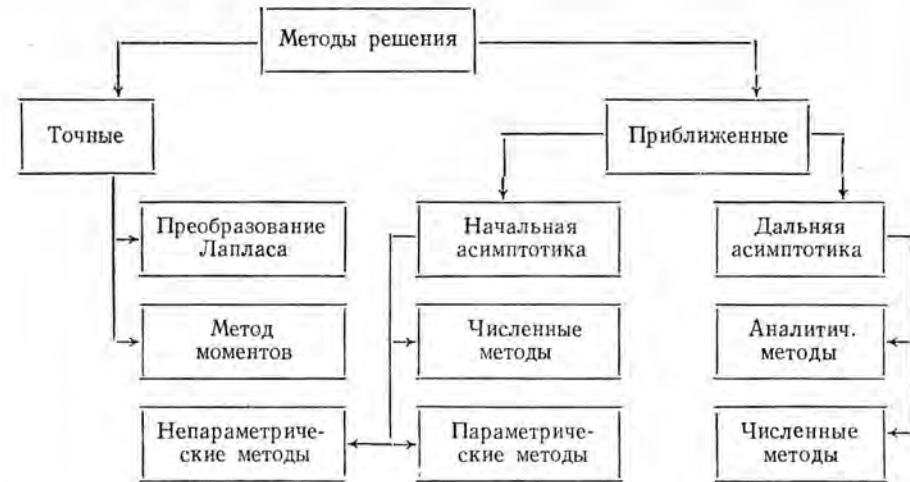 Методы решения
Точные
Приближенные
Преобразование
Лапласа
Начальная
асимптотика
Дальняя
асимптотика
Метод
моментов
Численные
методы
Аналитич.
методы
Непараметриче-
ские методы
Параметриче-
ские методы
Численные
методы